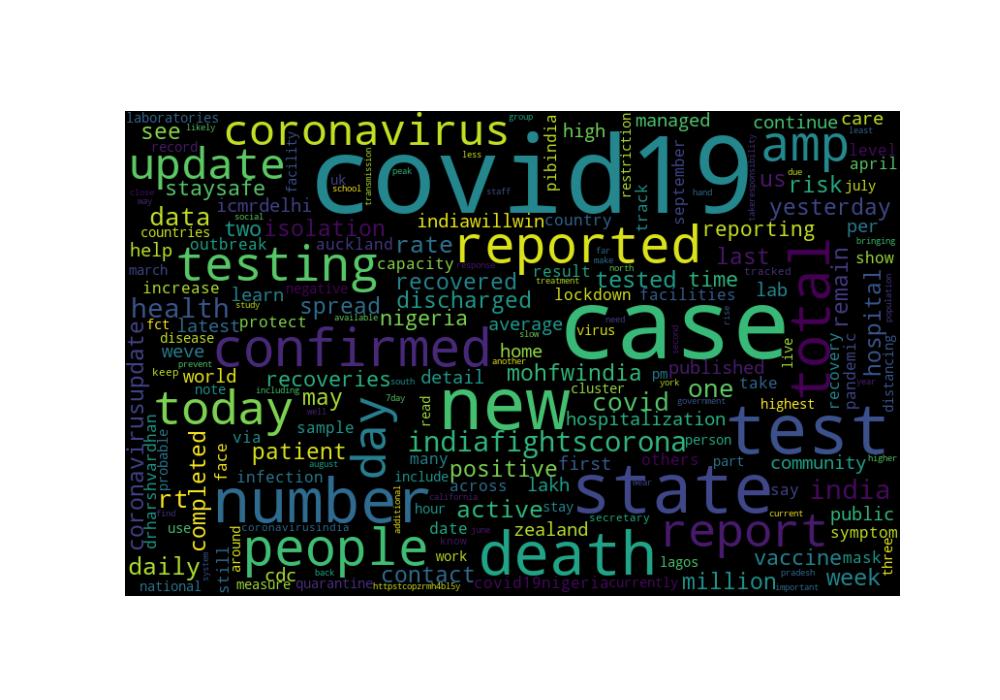 laboratories
likely
see
coronavirus
group
high
managed
continue
care
least
record
less
covid19
pibindia
restriction
amp
level
update
facility
transmission
peak
april
staysafe
uk
school
staff
track
september
hand
takeresponsibility
us
risk
due
july
may
close
icmrdelhi
data
social
indiawillwin
country
yesterday
countries
two
isolation
reported
reporting
per
help
outbreak
auckland
rate
far
make
last
bringing
testing
capacity
response
result
north
tested
time
show
march
negative
recovered
treatment
tracked
total
remain
increase
learn
discharged
lockdown
facilities
lab
hospital
population
health
study
spread
available
case
rise
fct
latest
protect
nigeria
average
virus
need
second
live
disease
slow
weve
confirmed
home
another
prevent
published
recovery
pandemic
distancing
keep
world
recoveries
south
detail
mohfwindia
cluster
pm
one
take
year
note
york
including
7day
government
today
may
day
read
new
covid
highest
coronavirusupdate
well
hospitalization
test
sample
via
indiafightscorona
person
drharshvardhan
probable
completed
face
patient
many
others
part
community
higher
august
positive
first
state
say
infection
include
across
lakh
wear
india
rt
number
additional
california
find
hour
active
stay
secretary
current
public
use
around
coronavirusindia
date
june
zealand
report
symptom
people
know
death
daily
still
cdc
back
work
lagos
vaccine
mask
three
system
contact
pradesh
national
measure
quarantine
covid19nigeria
currently
million
important
week